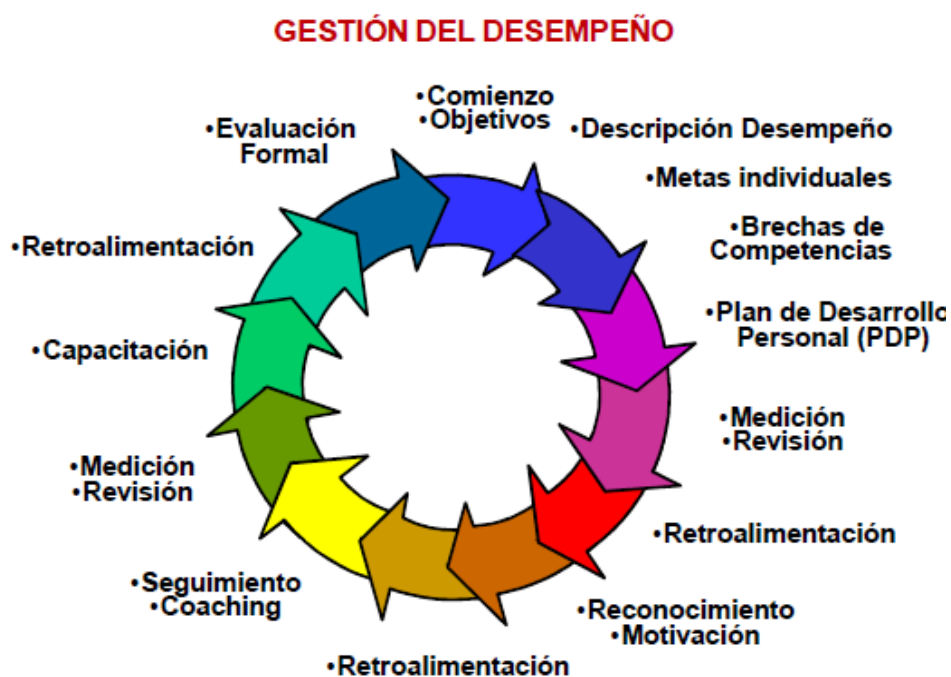 GESTIÓN DEL DESEMPEÑO
•Comienzo
•Objetivos
•Descripción Desempeño
•Metas individuales
•Brechas de
Competencias
•Plan de Desarrollo
Personal (PDP)
•Medición
•Revisión
•Retroalimentación
•Reconocimiento
•Motivación
•Retroalimentación
•Seguimiento
•Coaching
•Medición
•Revisión
•Capacitación
•Retroalimentación
•Evaluación
Formal